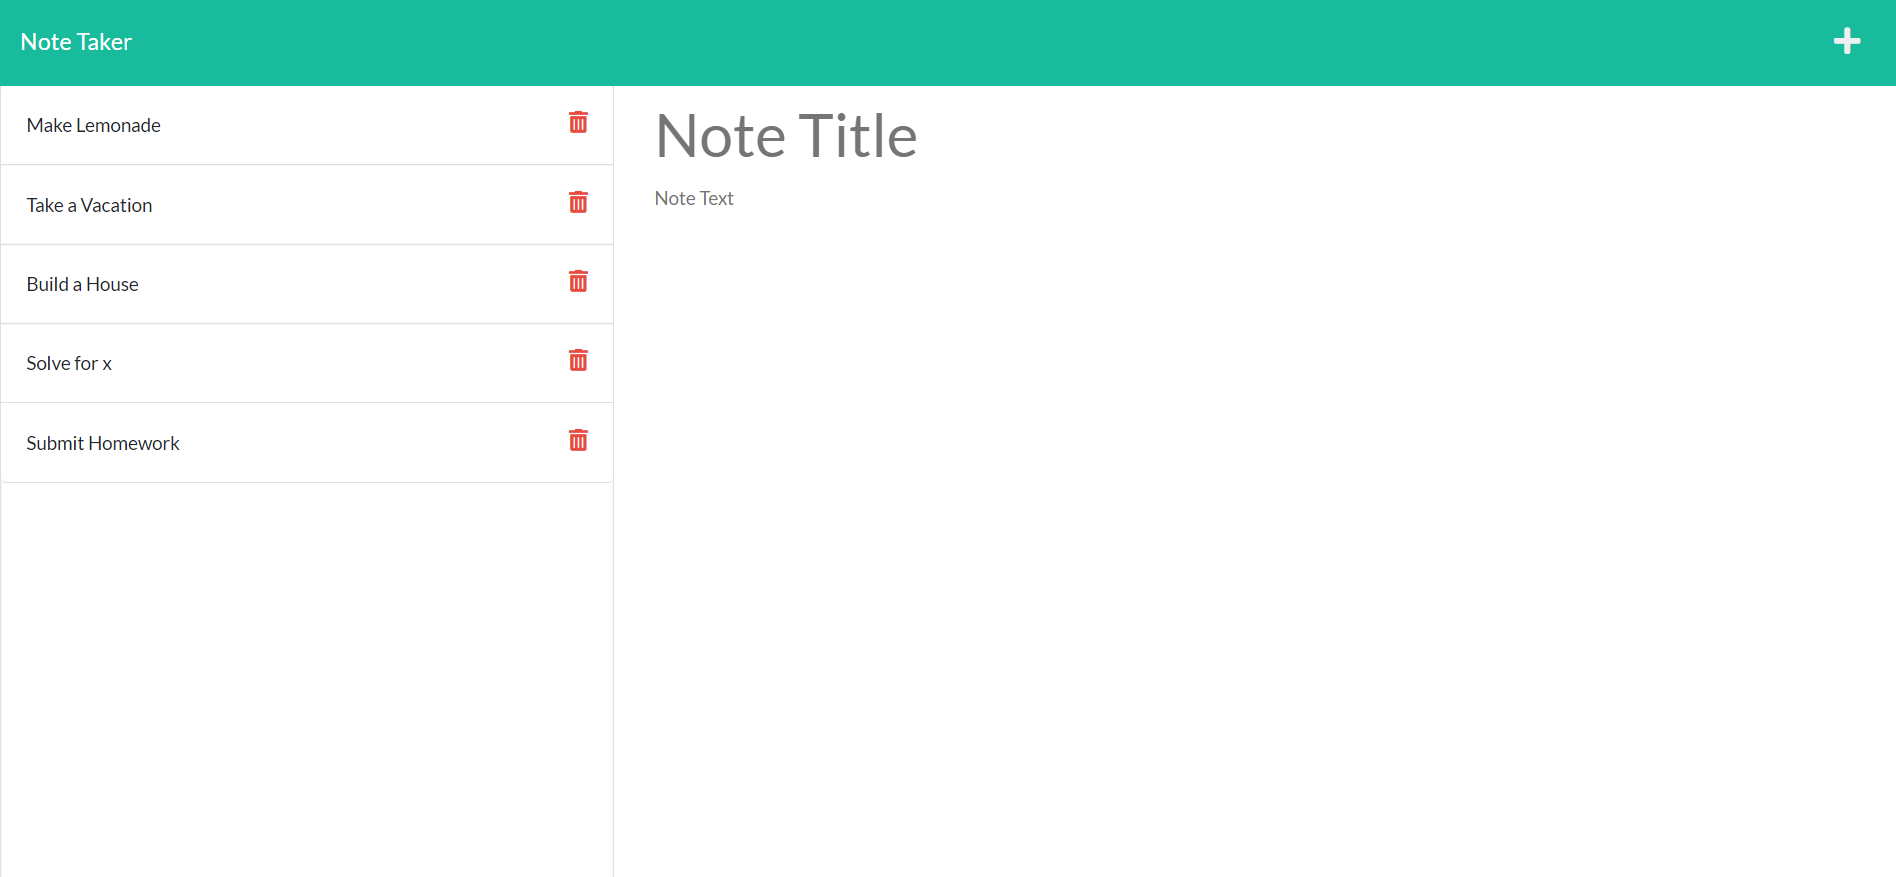 Note Taker
Make Lemonade
Take a Vacation
Build a House
Solve for x
Submit Homework
Note Title
Note Text